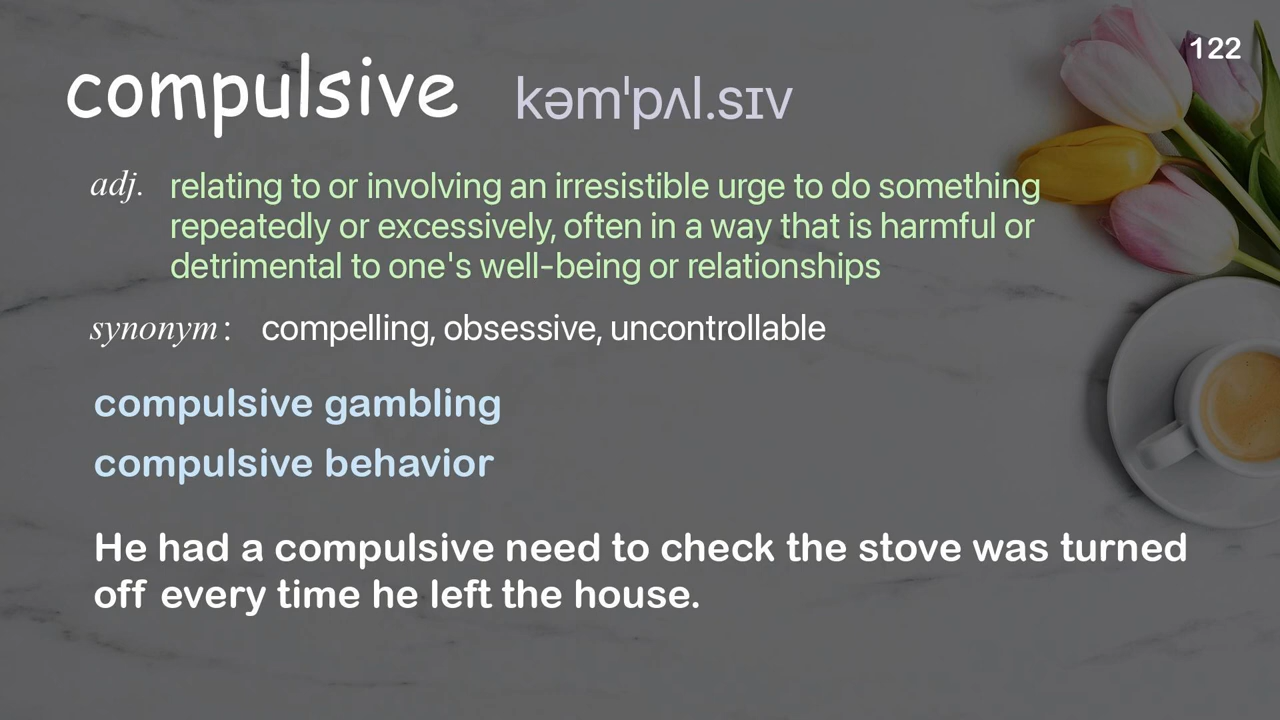 122
compulsive kəmˈpʌl.sɪv
adj. relating to or involving an irresistible urge to do something
repeatedly or excessively, often in a way that is harmful or
detrimental to one's well-being or relationships
synonym: compelling, obsessive, uncontrollable
compulsive gambling
compulsive behavior
He had a compulsive need to check the stove was turned
off every time he left the house.